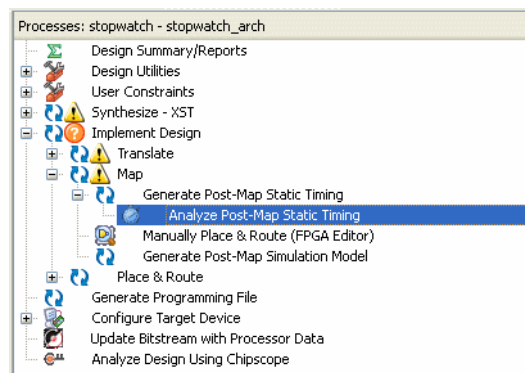 Processes: stopwatch - stopwatch_arch
Design Summary/Reports
Design Utilities
User Constraints
Synthesize - XST
Implement Design
Translate
Map
Generate Post-Map Static Timing
Analyze Post-Map Static Timing
Manually Place & Route (FPGA Editor)
Generate Post-Map Simulation Model
Place & Route
Generate Programming File
Configure Target Device
Update Bitstream with Processor Data
Analyze Design Using Chipscope